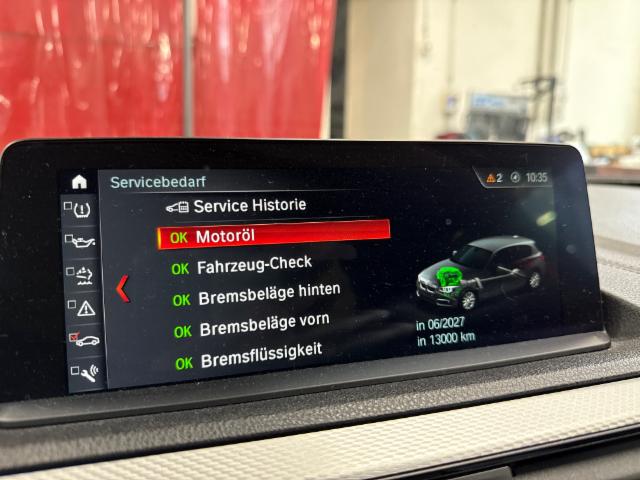 Servicebedarf
2
10:35
Service Historie
OK Motoröl
OK Fahrzeug-Check
OK Bremsbeläge hinten
OK Bremsbeläge vorn
OK Bremsflüssigkeit
in 06/2027
in 13000 km